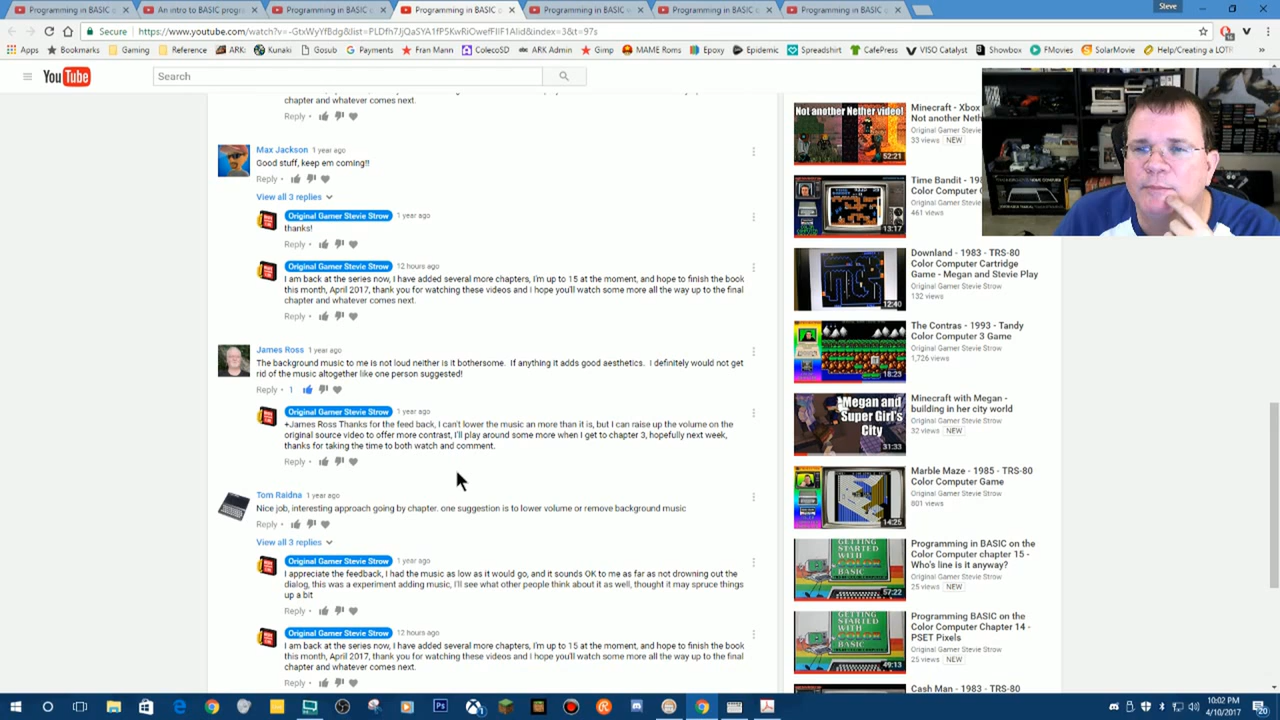 Programming in BASIC c
An intro to BASIC progr
Programming in BASIC c
Programming in BASIC c
Programming in BASIC c
Programming in BASIC c
Programming in BASIC c
Steve
Secure
Apps
Bookmarks
Gaming
Reference
ARK:
Kunaki
Gosub
Payments
Fran Mann
ColecoSD
ARK Admin
Gimp
MAME Roms
Epoxy
Epidemic
Spreadshirt
CafePress
VISO Catalyst
Showbox
FMovies
SolarMovie
Help/Creating a LOTR
YouTube
Search
chapter and whatever comes next.
Reply
Max Jackson 1 year ago
Good stuff, keep em coming!!
Reply
View all 3 replies
Original Gamer Stevie Strow 1 year ago
thanks!
Reply
Original Gamer Stevie Strow 12 hours ago
I am back at the series now, I have added several more chapters, I'm up to 15 at the moment, and hope to finish the book
this month, April 2017, thank you for watching these videos and I hope you'll watch some more all the way up to the final
chapter and whatever comes next.
Reply
James Ross 1 year ago
The background music to me is not loud neither is it bothersome. If anything it adds good aesthetics. I definitely would not get
rid of the music altogether like one person suggested!
Reply 1
Original Gamer Stevie Strow 1 year ago
+James Ross Thanks for the feed back, I can't lower the music an more than it is, but I can raise up the volume on the
original source video to offer more contrast, I'll play around some more when I get to chapter 3, hopefully next week,
thanks for taking the time to both watch and comment.
Reply
Tom Raidna 1 year ago
Nice job, interesting approach going by chapter. one suggestion is to lower volume or remove background music
Reply
View all 3 replies
Original Gamer Stevie Strow 1 year ago
I appreciate the feedback, I had the music as low as it would go, and it sounds OK to me as far as not drowning out the
dialog, this was a experiment adding music, I'll see what other people think about it as well, thought it may spruce things
up a bit
Reply
Original Gamer Stevie Strow 12 hours ago
I am back at the series now, I have added several more chapters, I'm up to 15 at the moment, and hope to finish the book
this month, April 2017, thank you for watching these videos and I hope you'll watch some more all the way up to the final
chapter and whatever comes next.
Reply
Not another Nether video!
52:21
Minecraft - Xbox
Not another Neth
Original Gamer Stev
33 views NEW
13:17
Time Bandit - 198
Color Computer
Original Gamer Stev
461 views
12:40
Downland - 1983 - TRS-80
Color Computer Cartridge
Game - Megan and Stevie Play
Original Gamer Stevie Strow
132 views
18:23
The Contras - 1993 - Tandy
Color Computer 3 Game
Original Gamer Stevie Strow
1,726 views
Megan and
Super Girl's
City
31:33
Minecraft with Megan -
building in her city world
Original Gamer Stevie Strow
32 views NEW
14:25
Marble Maze - 1985 - TRS-80
Color Computer Game
Original Gamer Stevie Strow
801 views
GETTING
STARTED
WITH
COLOR
BASIC
57:22
Programming in BASIC on the
Color Computer chapter 15 -
Who's line is it anyway?
Original Gamer Stevie Strow
25 views NEW
GETTING
STARTED
WITH
COLOR
BASIC
49:13
Programming BASIC on the
Color Computer Chapter 14 -
PSET Pixels
Original Gamer Stevie Strow
25 views NEW
Cash Man - 1983 - TRS-80
10:02 PM
4/10/2017
20